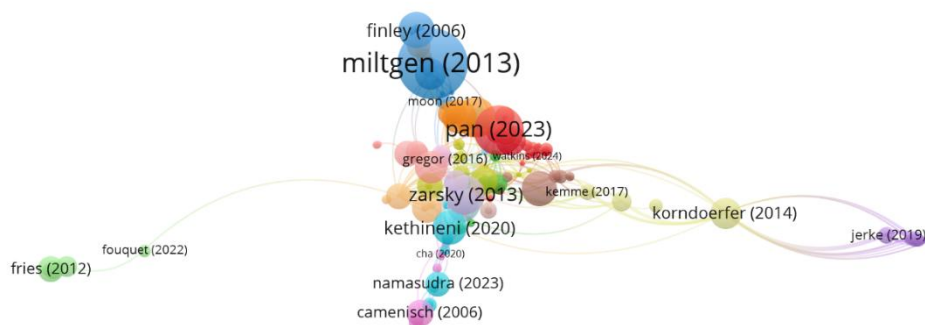 finley (2006)
miltgen (2013)
moon (2017)
pan (2023)
gregor (2016)
watkins (2024)
zarsky (2013)
kemme (2017)
korndoerfer (2014)
kethineni (2020)
jerke (2019)
cha (2020)
fouquet (2022)
fries (2012)
namasudra (2023)
camenisch (2006)